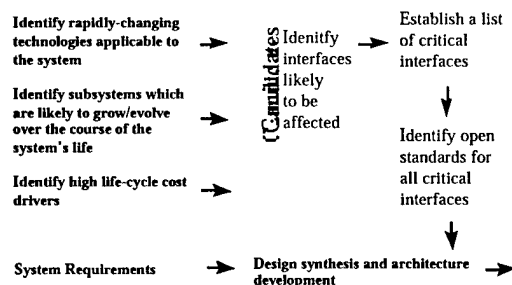 Identify rapidly-changing
technologies applicable to
the system
Identify subsystems which
are likely to grow/evolve
over the course of the
system's life
Identify high life-cycle cost
drivers
(Candidates
Idenitfy
interfaces
likely
to be
affected
Establish a list
of critical
interfaces
Identify open
standards for
all critical
interfaces
System Requirements
Design synthesis and architecture
development